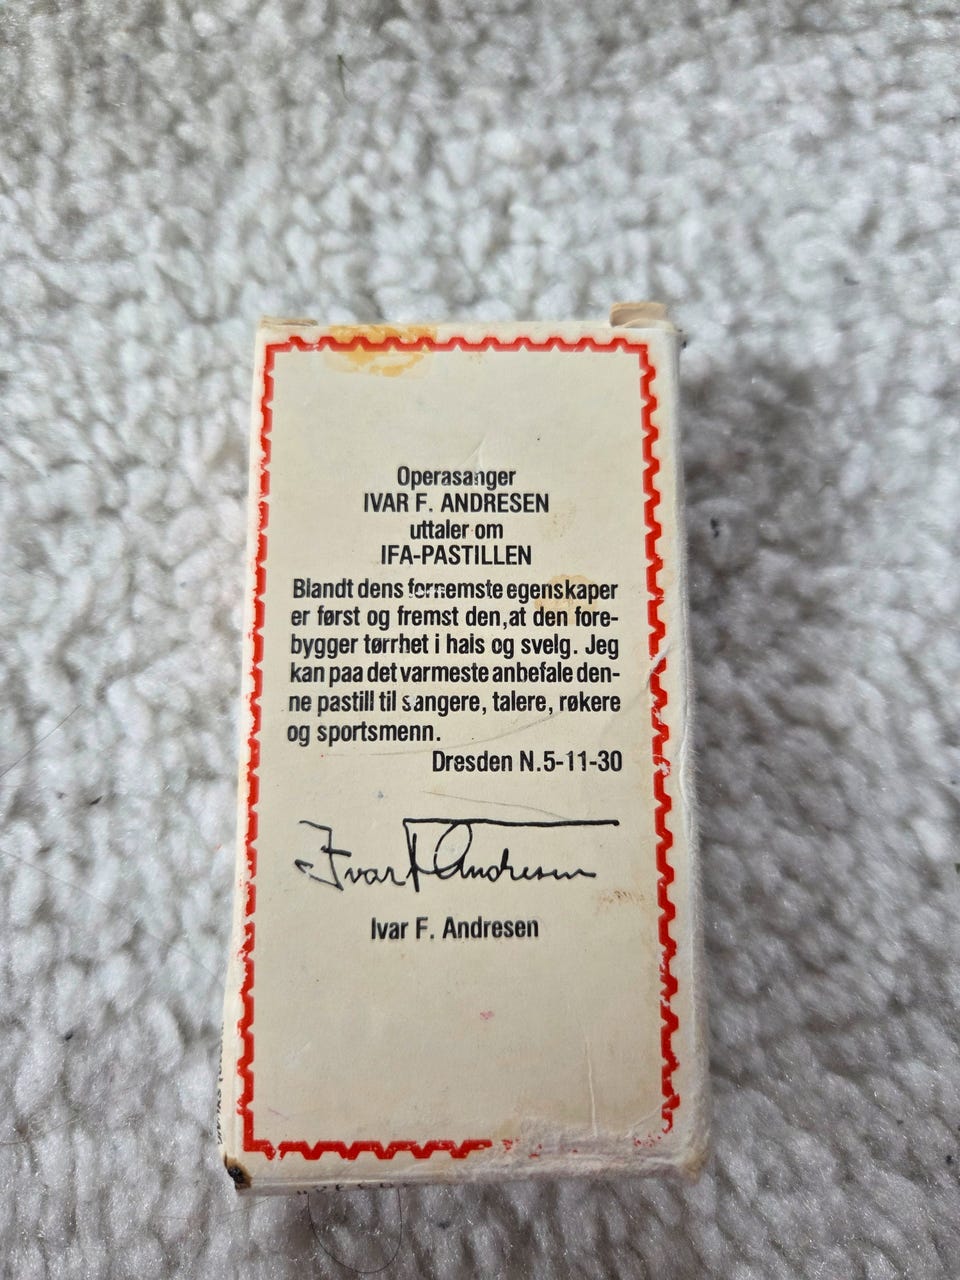 Operasanger
IVAR F. ANDRESEN
uttaler om
IFA-PASTILLEN
Blandt dens fornemste egenskaper
er først og fremst den, at den fore-
bygger tørrhet i hals og svelg. Jeg
kan paa det varmeste anbefale den-
ne pastill til sangere, talere, røkere
og sportsmenn.
Dresden N.5-11-30
Ivar F Andresen
Ivar F. Andresen